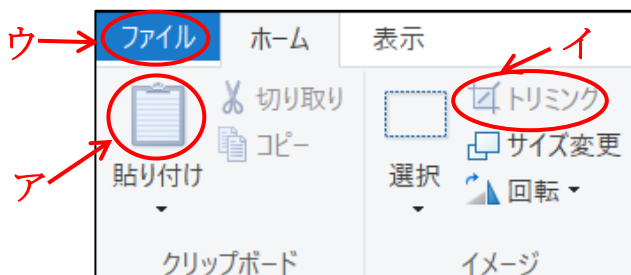 ウ ファイル ホーム 表示 イ
切り取り トリミング
コピー サイズ変更
ア 貼り付け 選択 回転
クリップボード イメージ